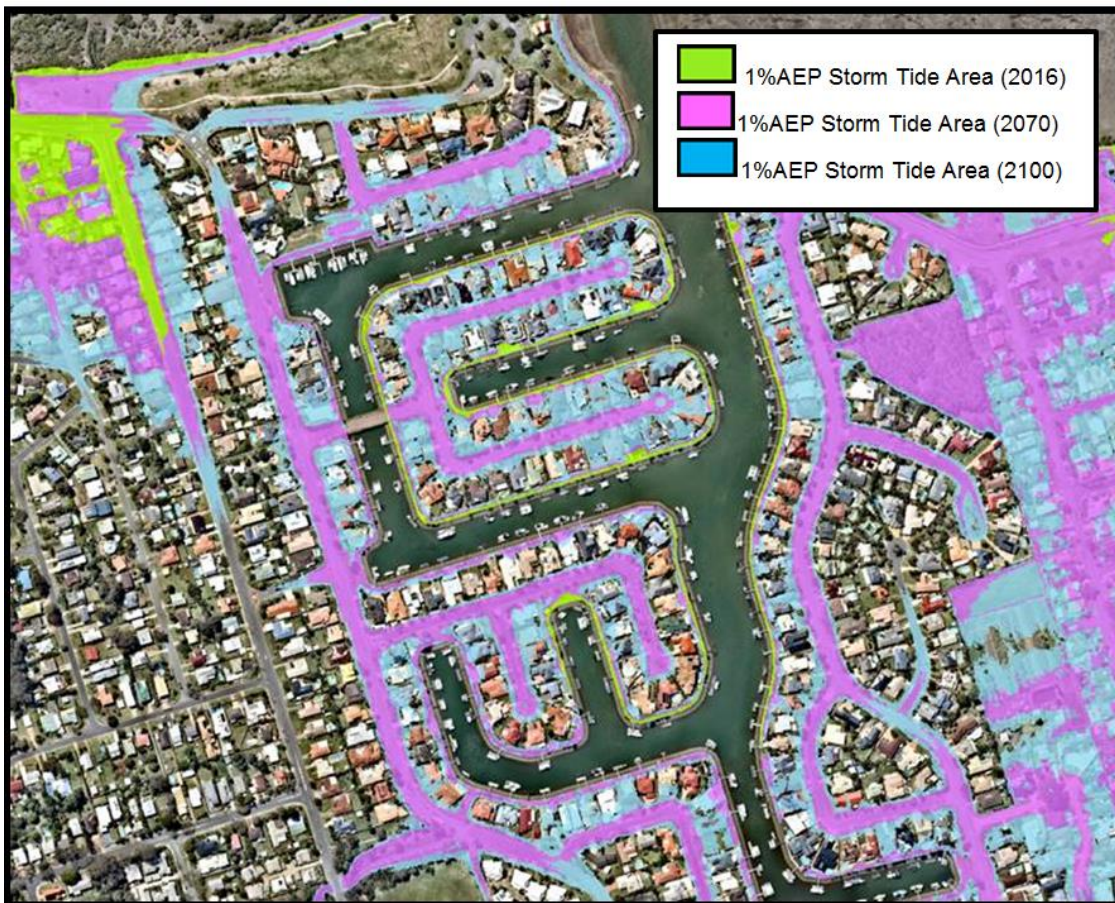 1%AEP Storm Tide Area (2016)
1%AEP Storm Tide Area (2070)
1%AEP Storm Tide Area (2100)